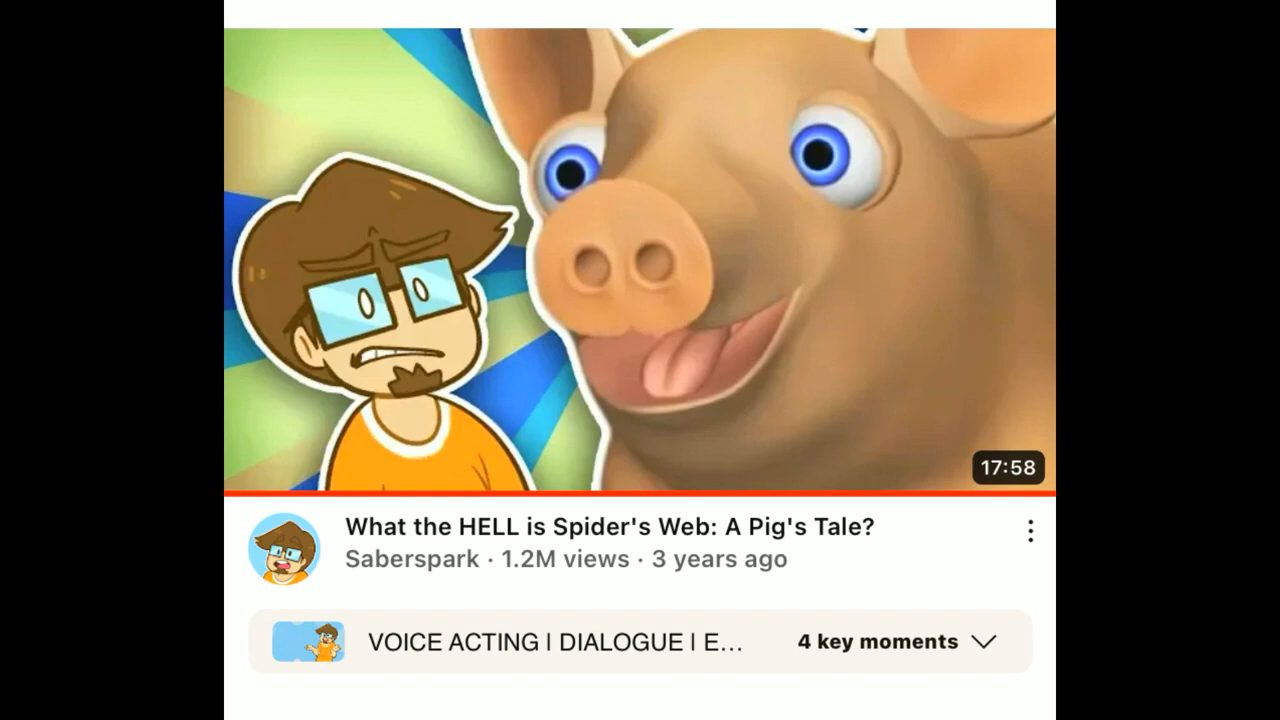 17:58
What the HELL is Spider's Web: A Pig's Tale?
Saberspark · 1.2M views · 3 years ago
VOICE ACTING | DIALOGUE | E... 4 key moments